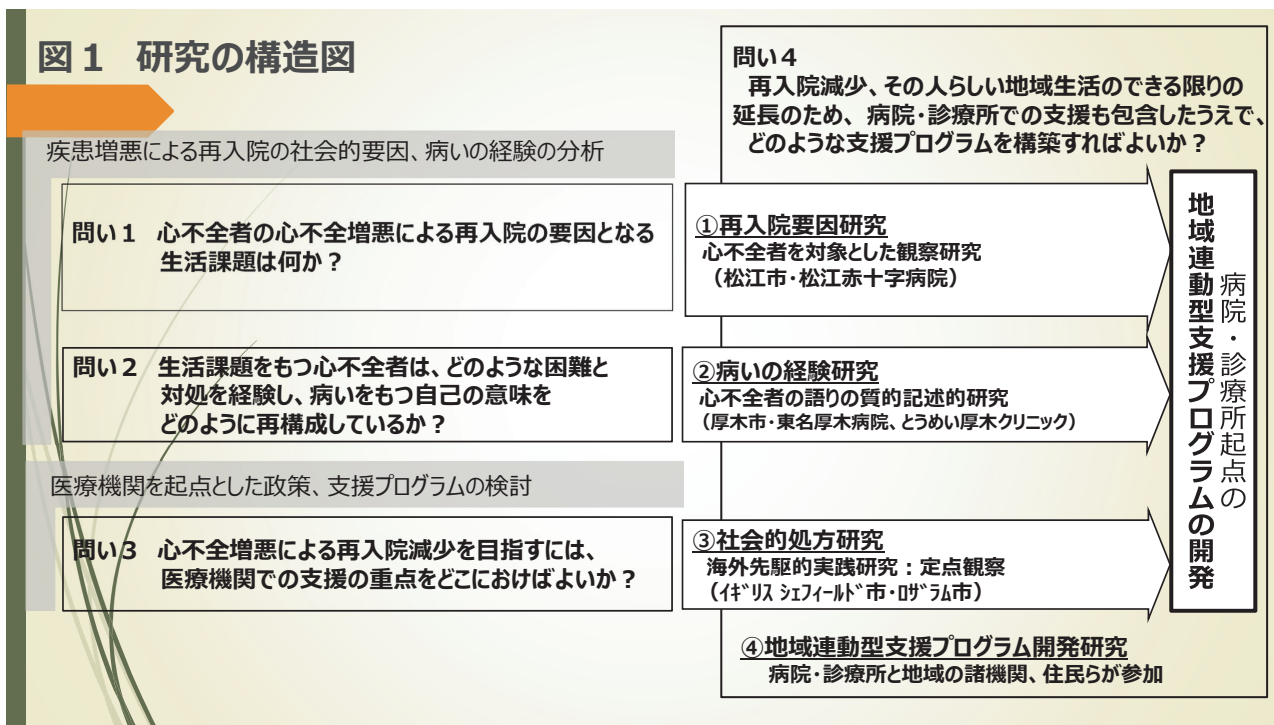 図１　研究の構造図
疾患増悪による再入院の社会的要因、病いの経験の分析
問い１　心不全者の心不全増悪による再入院の要因となる
生活課題は何か？
問い２　生活課題をもつ心不全者は、どのような困難と
対処を経験し、病いをもつ自己の意味を
どのように再構成しているか？
医療機関を起点とした政策、支援プログラムの検討
問い３　心不全増悪による再入院減少を目指すには、
医療機関での支援の重点をどこにおけばよいか？
問い４
再入院減少、その人らしい地域生活のできる限りの
延長のため、病院・診療所での支援も包含したうえで、
どのような支援プログラムを構築すればよいか？
①再入院要因研究
心不全者を対象とした観察研究
（松江市・松江赤十字病院）
②病いの経験研究
心不全者の語りの質的記述的研究
（厚木市・東名厚木病院、とうめい厚木クリニック）
③社会的処方研究
海外先駆的実践研究：定点観察
（ｲｷﾞﾘｽ ｼｪﾌｨｰﾙﾄﾞ市・ﾛｻﾞﾗﾑ市）
④地域連動型支援プログラム開発研究
病院・診療所と地域の諸機関、住民らが参加
病院・診療所起点の
地域連動型支援プログラムの開発